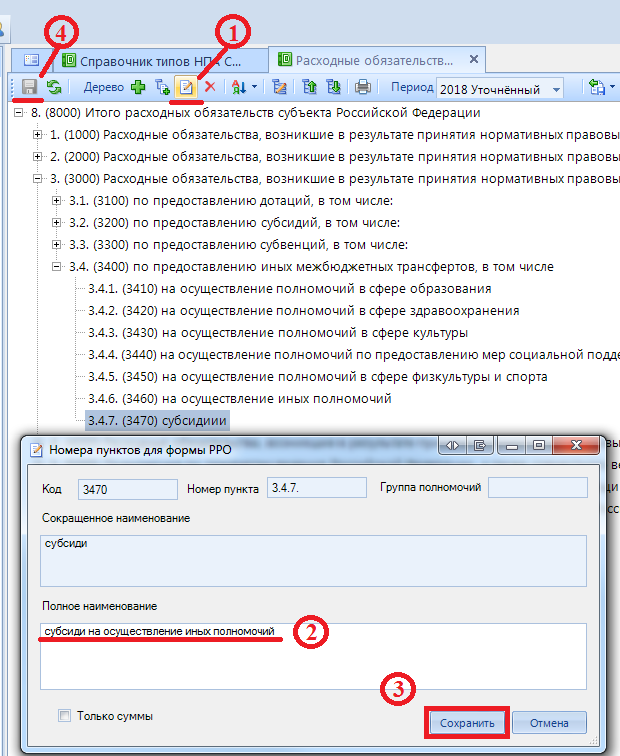 4
1
Справочник типов НПА С...
Расходные обязательств...
Дерево
Период
2018 Уточнённый
8. (8000) Итого расходных обязательств субъекта Российской Федерации
1. (1000) Расходные обязательства, возникшие в результате принятия нормативных правовы
2. (2000) Расходные обязательства, возникшие в результате принятия нормативных правовы
3. (3000) Расходные обязательства, возникшие в результате принятия нормативных правовы
3.1. (3100) по предоставлению дотаций, в том числе:
3.2. (3200) по предоставлению субсидий, в том числе:
3.3. (3300) по предоставлению субвенций, в том числе:
3.4. (3400) по предоставлению иных межбюджетных трансфертов, в том числе
3.4.1. (3410) на осуществление полномочий в сфере образования
3.4.2. (3420) на осуществление полномочий в сфере здравоохранения
3.4.3. (3430) на осуществление полномочий в сфере культуры
3.4.4. (3440) на осуществление полномочий по предоставлению мер социальной подде
3.4.5. (3450) на осуществление полномочий в сфере физкультуры и спорта
3.4.6. (3460) на осуществление иных полномочий
3.4.7. (3470) субсидиии
Номера пунктов для формы РРО
Код
3470
Номер пункта
3.4.7.
Группа полномочий
Сокращенное наименование
субсиди
Полное наименование
субсиди на осуществление иных полномочий
2
3
Только суммы
Сохранить
Отмена